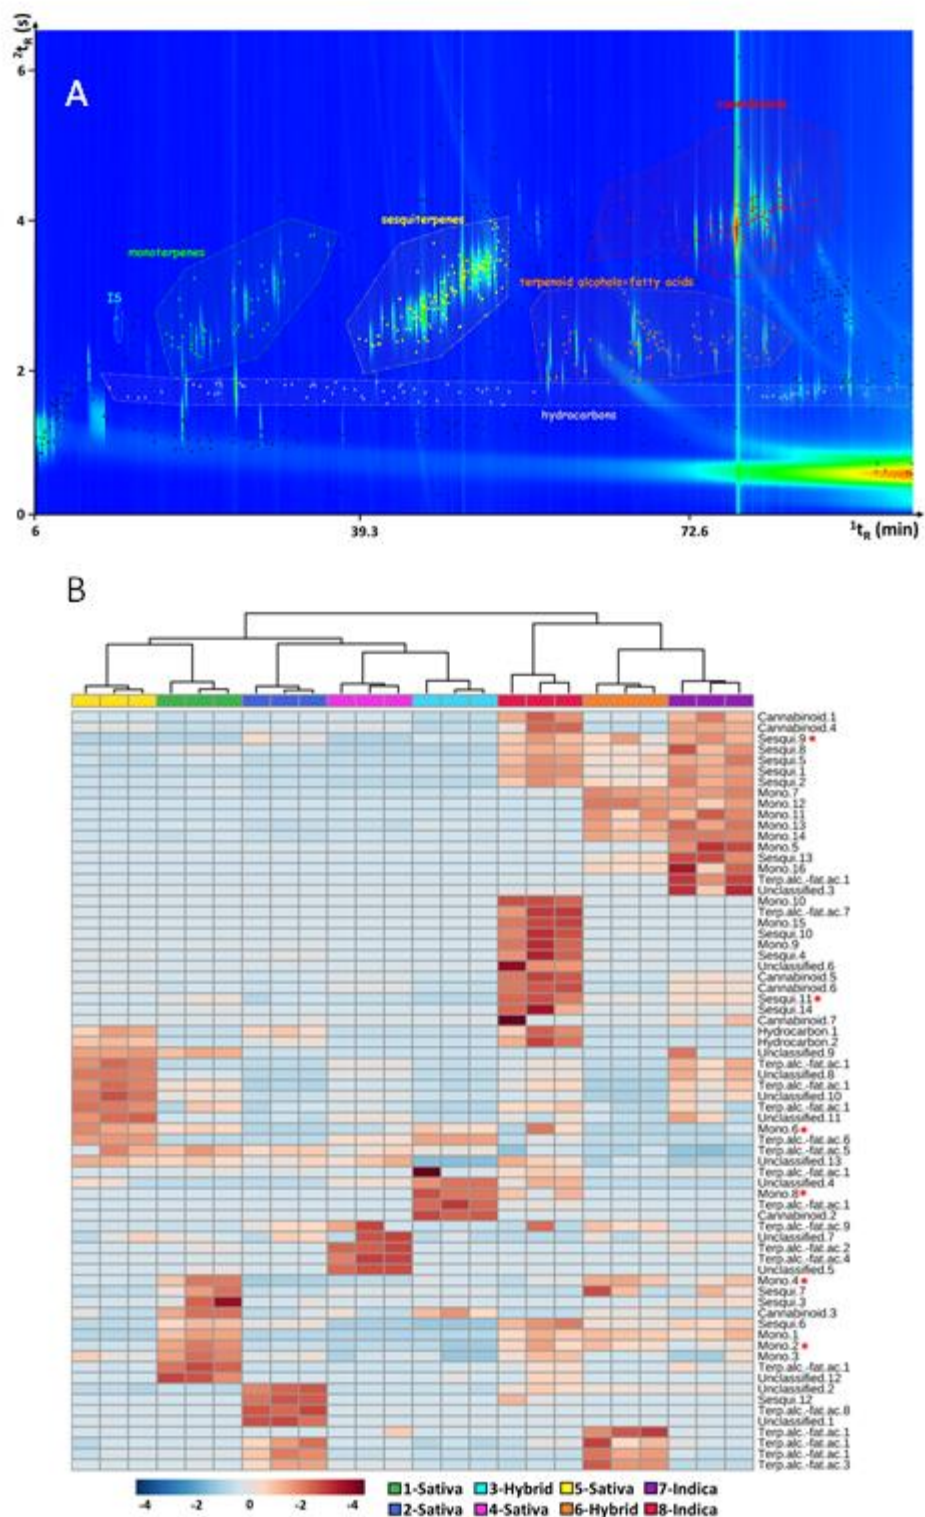 ²tR (s)
6
A
cannabinoids
4
sesquiterpenes
monoterpenes
terpenoid alcohols-fatty acids
IS
2
hydrocarbons
0
6
39.3
72.6
¹tR (min)
B
Cannabinoid.1
Cannabinoid.4
Sesqui.9
Sesqui.8
Sesqui.5
Sesqui.1
Sesqui.2
Mono.7
Mono.12
Mono.11
Mono.13
Mono.14
Mono.5
Sesqui.13
Mono.16
Terp.alc.-fat.ac.1
Unclassified.3
Mono.10
Terp.alc.-fat.ac.7
Mono.15
Sesqui.10
Mono.9
Sesqui.4
Unclassified.6
Cannabinoid.5
Cannabinoid.6
Sesqui.11
Sesqui.14
Cannabinoid.7
Hydrocarbon.1
Hydrocarbon.2
Unclassified.9
Terp.alc.-fat.ac.1
Unclassified.8
Terp.alc.-fat.ac.1
Unclassified.10
Terp.alc.-fat.ac.1
Unclassified.11
Mono.6
Terp.alc.-fat.ac.6
Terp.alc.-fat.ac.5
Unclassified.13
Terp.alc.-fat.ac.1
Unclassified.4
Mono.8
Terp.alc.-fat.ac.1
Cannabinoid.2
Terp.alc.-fat.ac.9
Unclassified.7
Terp.alc.-fat.ac.2
Terp.alc.-fat.ac.4
Unclassified.5
Mono.4
Sesqui.7
Sesqui.3
Cannabinoid.3
Sesqui.6
Mono.1
Mono.2
Mono.3
Terp.alc.-fat.ac.1
Unclassified.12
Unclassified.2
Sesqui.12
Terp.alc.-fat.ac.8
Unclassified.1
Terp.alc.-fat.ac.1
Terp.alc.-fat.ac.1
Terp.alc.-fat.ac.1
Terp.alc.-fat.ac.3
-4 -2 0 -2 -4
1-Sativa 3-Hybrid 5-Sativa 7-Indica
2-Sativa 4-Sativa 6-Hybrid 8-Indica